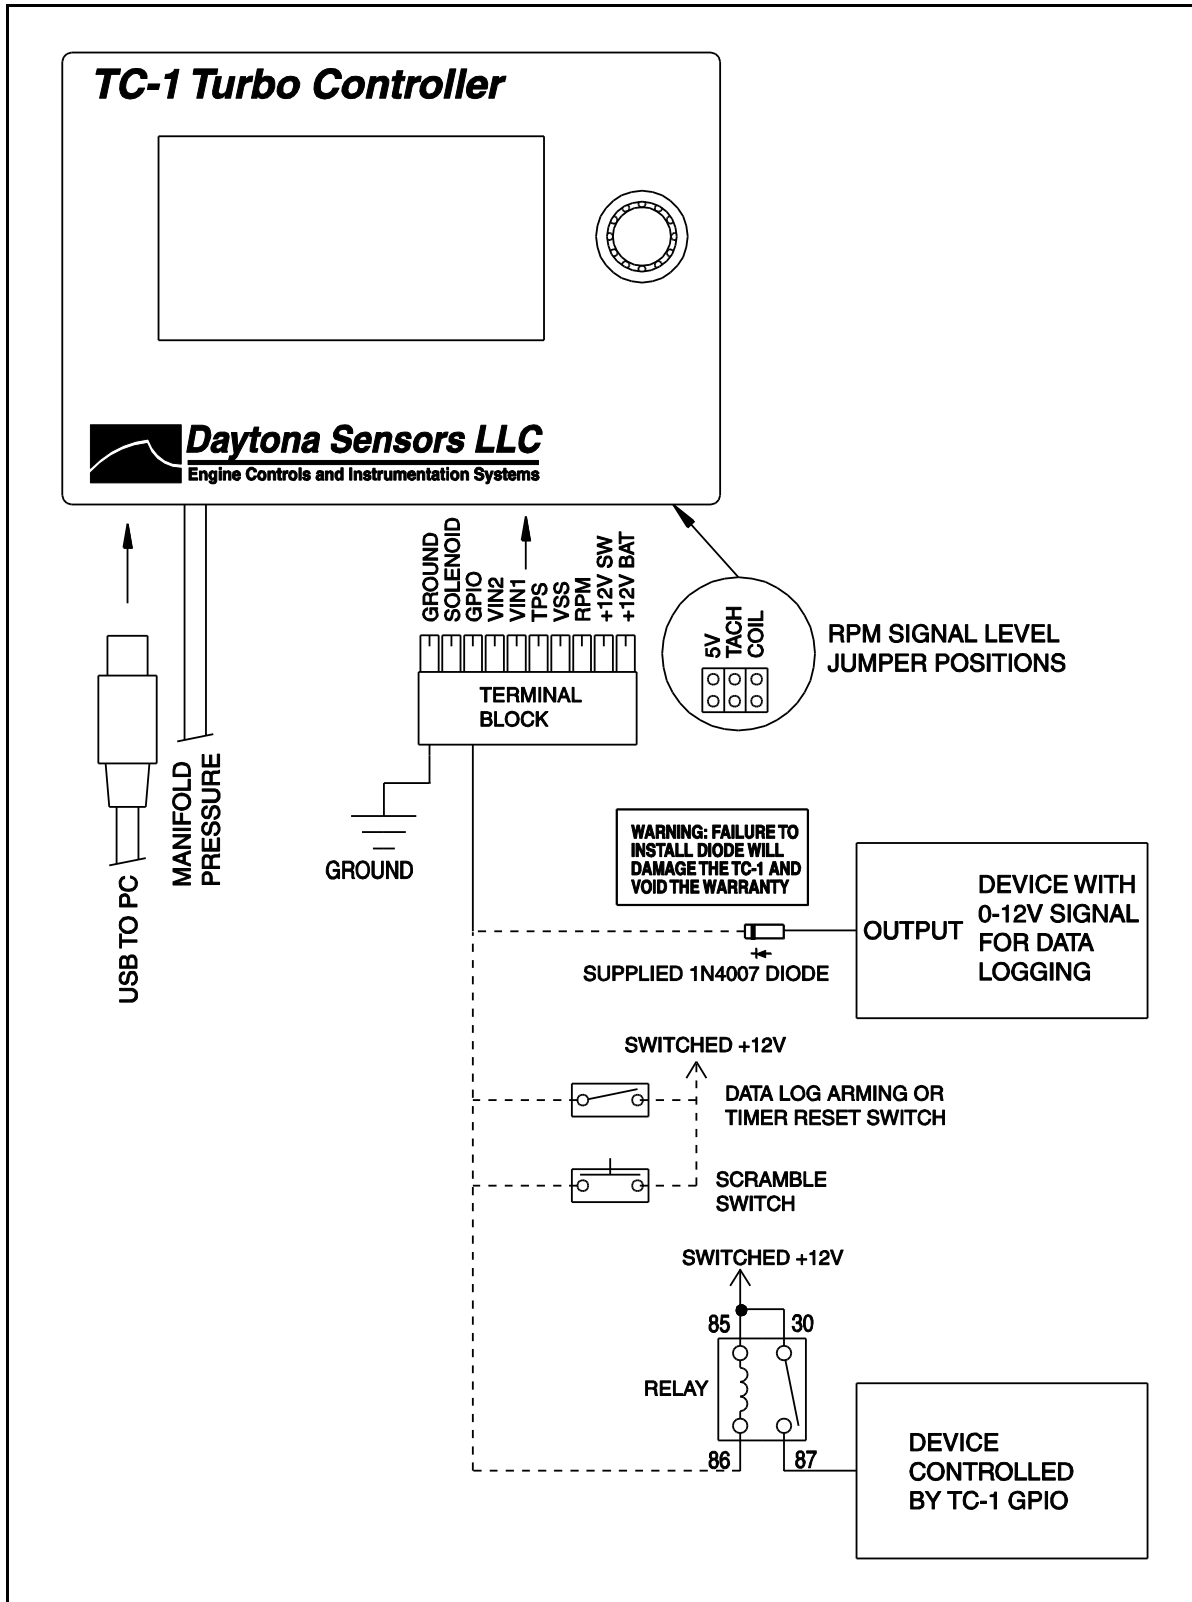 TC-1 Turbo Controller
Daytona Sensors LLC
Engine Controls and Instrumentation Systems
GROUND
SOLENOID
GPIO
VIN2
VIN1
TPS
VSS
RPM
+12V SW
+12V BAT
5V
TACH
COIL
RPM SIGNAL LEVEL
JUMPER POSITIONS
TERMINAL
BLOCK
MANIFOLD
PRESSURE
USB TO PC
GROUND
WARNING: FAILURE TO
INSTALL DIODE WILL
DAMAGE THE TC-1 AND
VOID THE WARRANTY
OUTPUT
DEVICE WITH
0-12V SIGNAL
FOR DATA
LOGGING
SUPPLIED 1N4007 DIODE
SWITCHED +12V
DATA LOG ARMING OR
TIMER RESET SWITCH
SCRAMBLE
SWITCH
SWITCHED +12V
85
30
RELAY
86
87
DEVICE
CONTROLLED
BY TC-1 GPIO